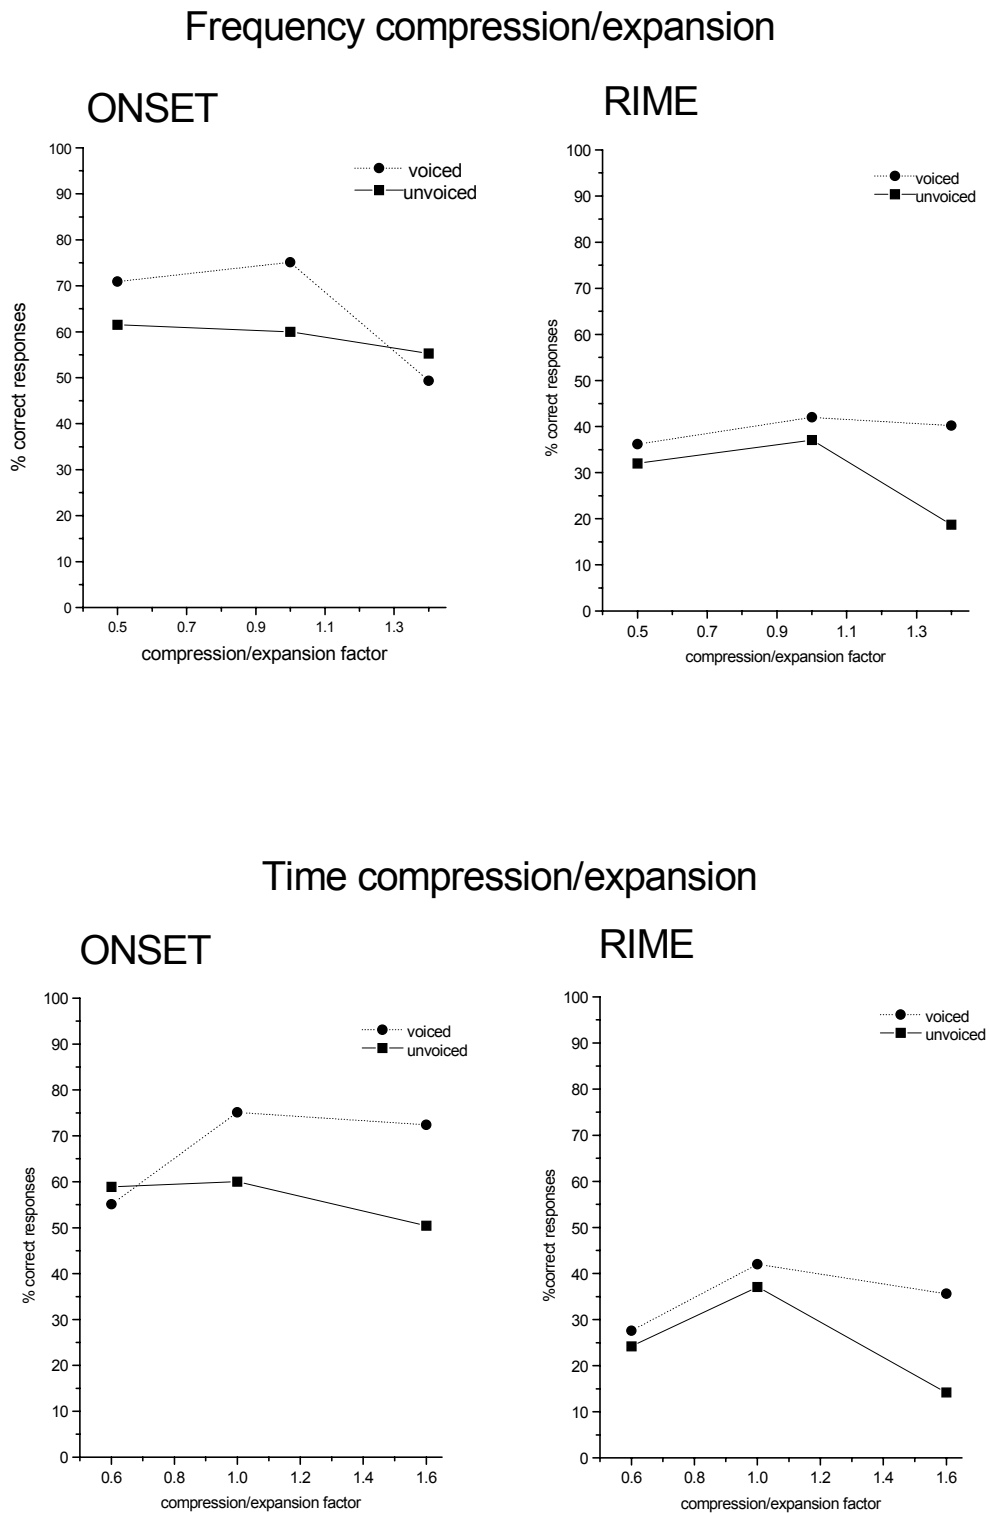 Frequency compression/expansion
ONSET
voiced
unvoiced
100
90
80
70
60
50
40
30
20
10
0
% correct responses
0.5 0.7 0.9 1.1 1.3
compression/expansion factor
RIME
voiced
unvoiced
100
90
80
70
60
50
40
30
20
10
0
% correct responses
0.5 0.7 0.9 1.1 1.3
compression/expansion factor
Time compression/expansion
ONSET
voiced
unvoiced
100
90
80
70
60
50
40
30
20
10
0
% correct responses
0.6 0.8 1.0 1.2 1.4 1.6
compression/expansion factor
RIME
voiced
unvoiced
100
90
80
70
60
50
40
30
20
10
0
%correct responses
0.6 0.8 1.0 1.2 1.4 1.6
compression/expansion factor